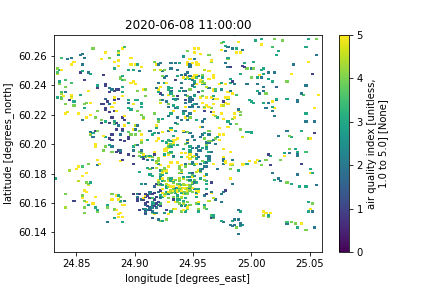 2020-06-08 11:00:00
60.26
60.24
60.22
60.20
60.18
60.16
60.14
latitude [degrees_north]
24.85 24.90 24.95 25.00 25.05
longitude [degrees_east]
5
4
3
2
1
0
air quality index [unitless,
1.0 to 5.0] [None]